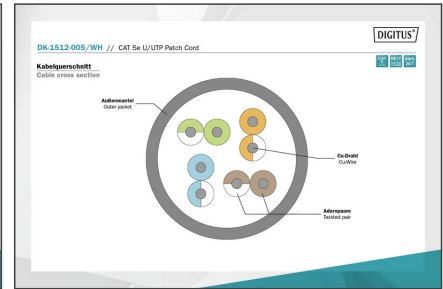 DIGITUS®
DK-1512-005/WH // CAT 5e U/UTP Patch Cord
Kabelquerschnitt
Cable cross section
Außenmantel
Outer jacket
Cu-Draht
Cu-Wire
Adernpaare
Twisted pair